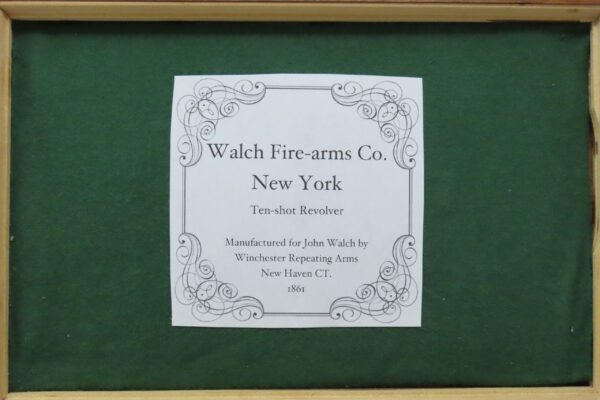 Walch Fire-arms Co.
New York
Ten-shot Revolver
Manufactured for John Walch by
Winchester Repeating Arms
New Haven CT.
1861